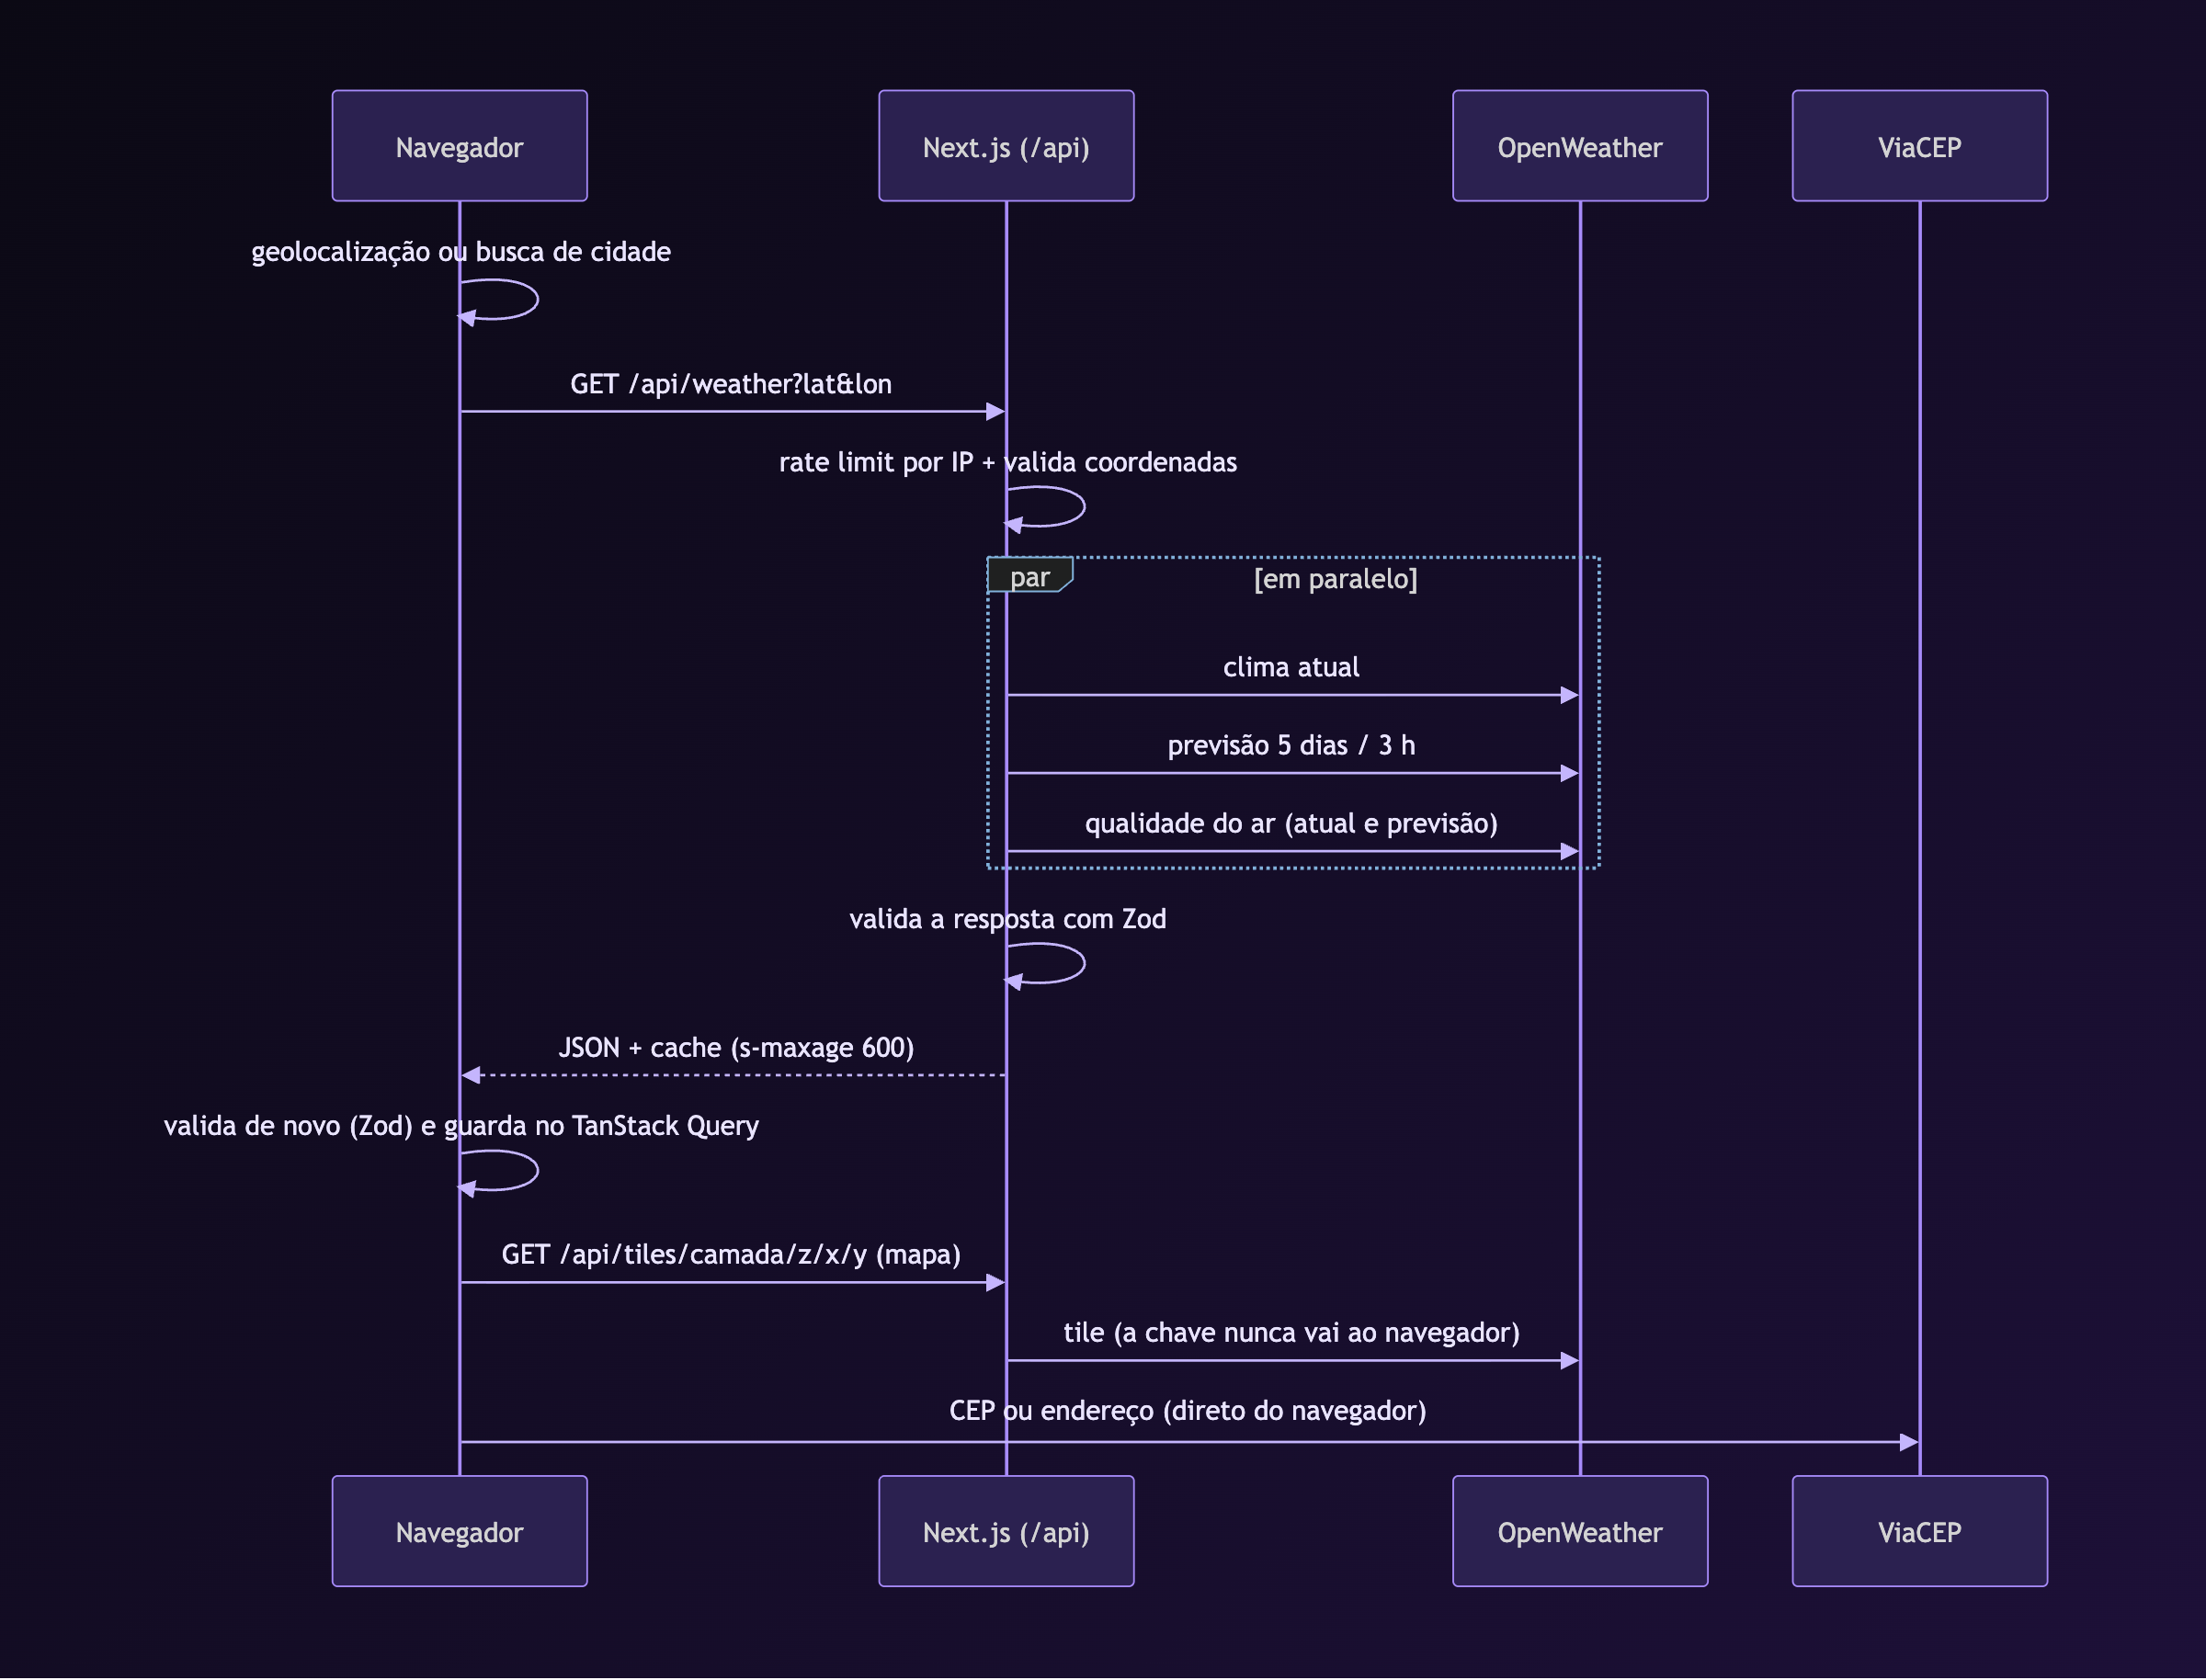 Navegador
Next.js (/api)
OpenWeather
ViaCEP
geolocalização ou busca de cidade
GET /api/weather?lat&lon
rate limit por IP + valida coordenadas
par
[em paralelo]
clima atual
previsão 5 dias / 3 h
qualidade do ar (atual e previsão)
valida a resposta com Zod
JSON + cache (s-maxage 600)
valida de novo (Zod) e guarda no TanStack Query
GET /api/tiles/camada/z/x/y (mapa)
tile (a chave nunca vai ao navegador)
CEP ou endereço (direto do navegador)
Navegador
Next.js (/api)
OpenWeather
ViaCEP